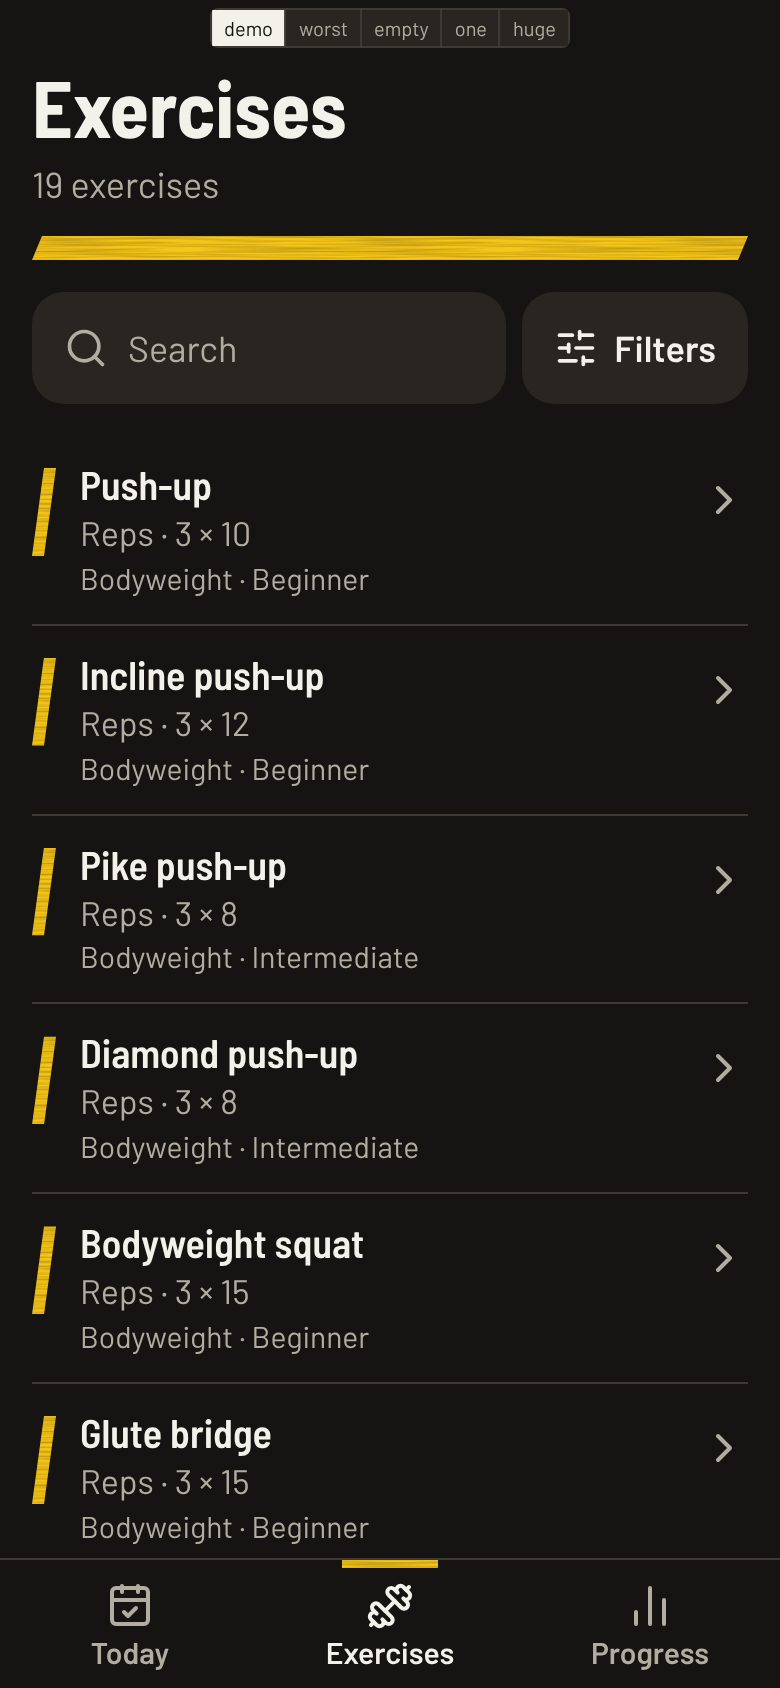 demo worst empty one huge
Exercises
19 exercises
Search
Filters
Push-up
Reps · 3 × 10
Bodyweight · Beginner
Incline push-up
Reps · 3 × 12
Bodyweight · Beginner
Pike push-up
Reps · 3 × 8
Bodyweight · Intermediate
Diamond push-up
Reps · 3 × 8
Bodyweight · Intermediate
Bodyweight squat
Reps · 3 × 15
Bodyweight · Beginner
Glute bridge
Reps · 3 × 15
Bodyweight · Beginner
Today Exercises Progress